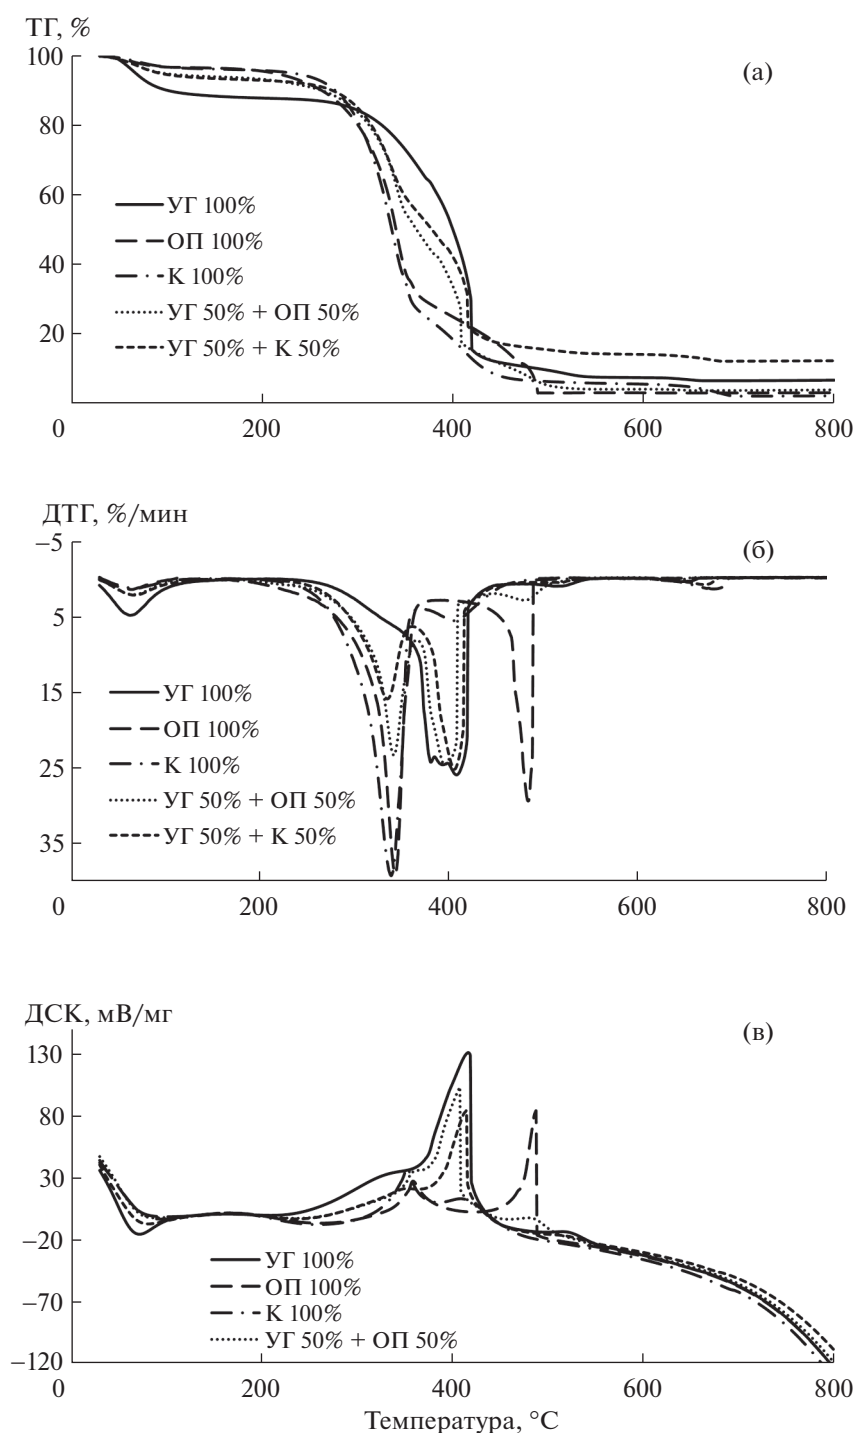 ТГ, %
(а)
100
80
60
40
20
УГ 100%
ОП 100%
К 100%
УГ 50% + ОП 50%
УГ 50% + К 50%
0 200 400 600 800
ДТГ, %/мин
(б)
−5
5
15
25
35
УГ 100%
ОП 100%
К 100%
УГ 50% + ОП 50%
УГ 50% + К 50%
0 200 400 600 800
ДСК, мВ/мг
(в)
130
80
30
−20
−70
−120
УГ 100%
ОП 100%
К 100%
УГ 50% + ОП 50%
0 200 400 600 800
Температура, °С